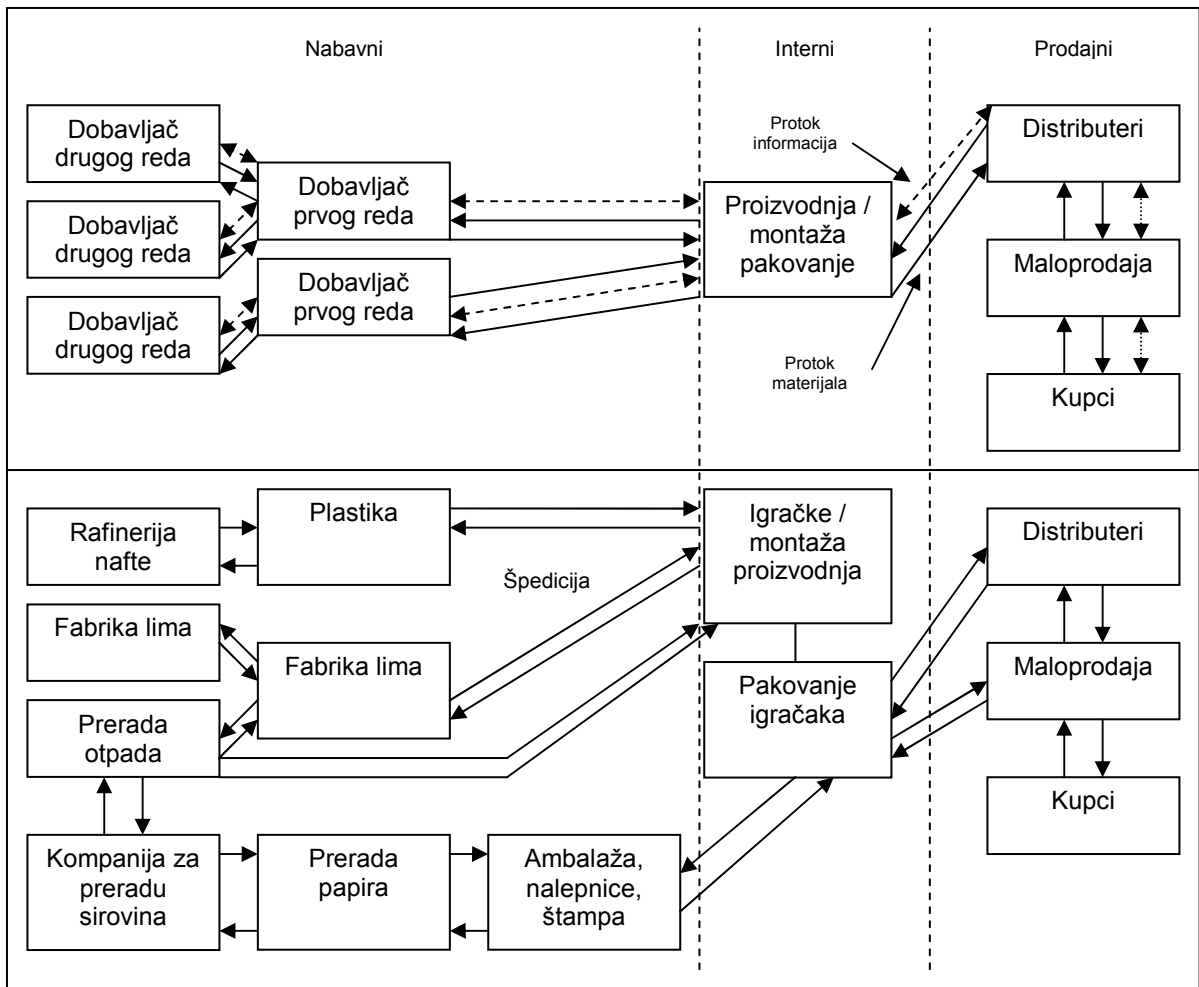 Nabavni
Interni
Prodajni
Dobavljač
drugog reda
Dobavljač
drugog reda
Dobavljač
drugog reda
Dobavljač
prvog reda
Dobavljač
prvog reda
Protok
informacija
Proizvodnja /
montaža
pakovanje
Protok
materijala
Distributeri
Maloprodaja
Kupci
Rafinerija
nafte
Plastika
Špedicija
Igračke /
montaža
proizvodnja
Distributeri
Fabrika lima
Fabrika lima
Pakovanje
igračaka
Maloprodaja
Prerada
otpada
Kupci
Kompanija za
preradu
sirovina
Prerada
papira
Ambalaža,
nalepnice,
štampa